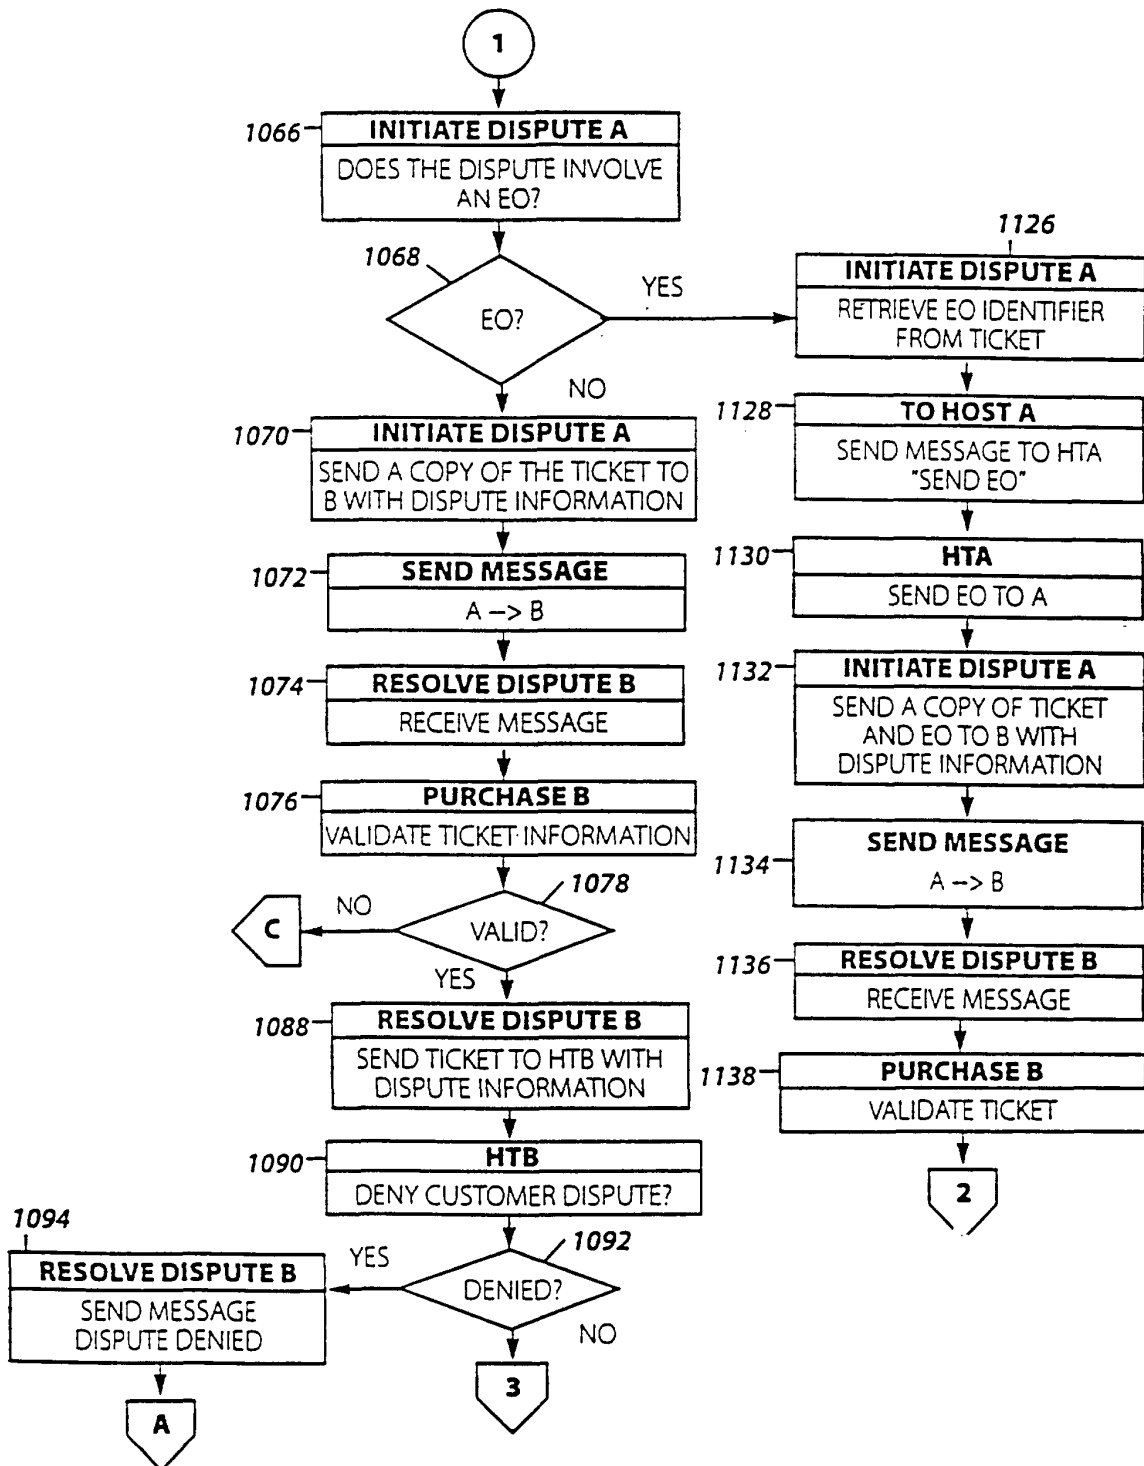 1
1066
INITIATE DISPUTE A
DOES THE DISPUTE INVOLVE
AN EO?
1068
EO?
YES
NO
1070
INITIATE DISPUTE A
SEND A COPY OF THE TICKET TO
B WITH DISPUTE INFORMATION
1072
SEND MESSAGE
A --> B
1074
RESOLVE DISPUTE B
RECEIVE MESSAGE
1076
PURCHASE B
VALIDATE TICKET INFORMATION
1078
VALID?
NO
C
YES
1088
RESOLVE DISPUTE B
SEND TICKET TO HTB WITH
DISPUTE INFORMATION
1090
HTB
DENY CUSTOMER DISPUTE?
1092
DENIED?
YES
NO
1094
RESOLVE DISPUTE B
SEND MESSAGE
DISPUTE DENIED
A
3
1126
INITIATE DISPUTE A
RETRIEVE EO IDENTIFIER
FROM TICKET
1128
TO HOST A
SEND MESSAGE TO HTA
"SEND EO"
1130
HTA
SEND EO TO A
1132
INITIATE DISPUTE A
SEND A COPY OF TICKET
AND EO TO B WITH
DISPUTE INFORMATION
1134
SEND MESSAGE
A --> B
1136
RESOLVE DISPUTE B
RECEIVE MESSAGE
1138
PURCHASE B
VALIDATE TICKET
2